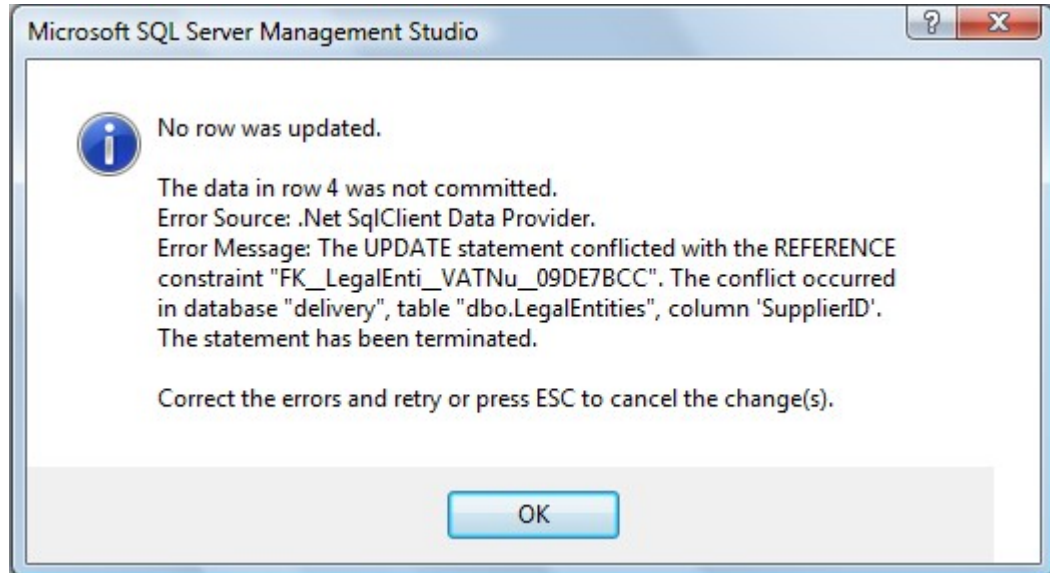 Microsoft SQL Server Management Studio
No row was updated.
The data in row 4 was not committed.
Error Source: .Net SqlClient Data Provider.
Error Message: The UPDATE statement conflicted with the REFERENCE
constraint "FK__LegalEnti__VATNu__09DE7BCC". The conflict occurred
in database "delivery", table "dbo.LegalEntities", column 'SupplierID'.
The statement has been terminated.
Correct the errors and retry or press ESC to cancel the change(s).
OK